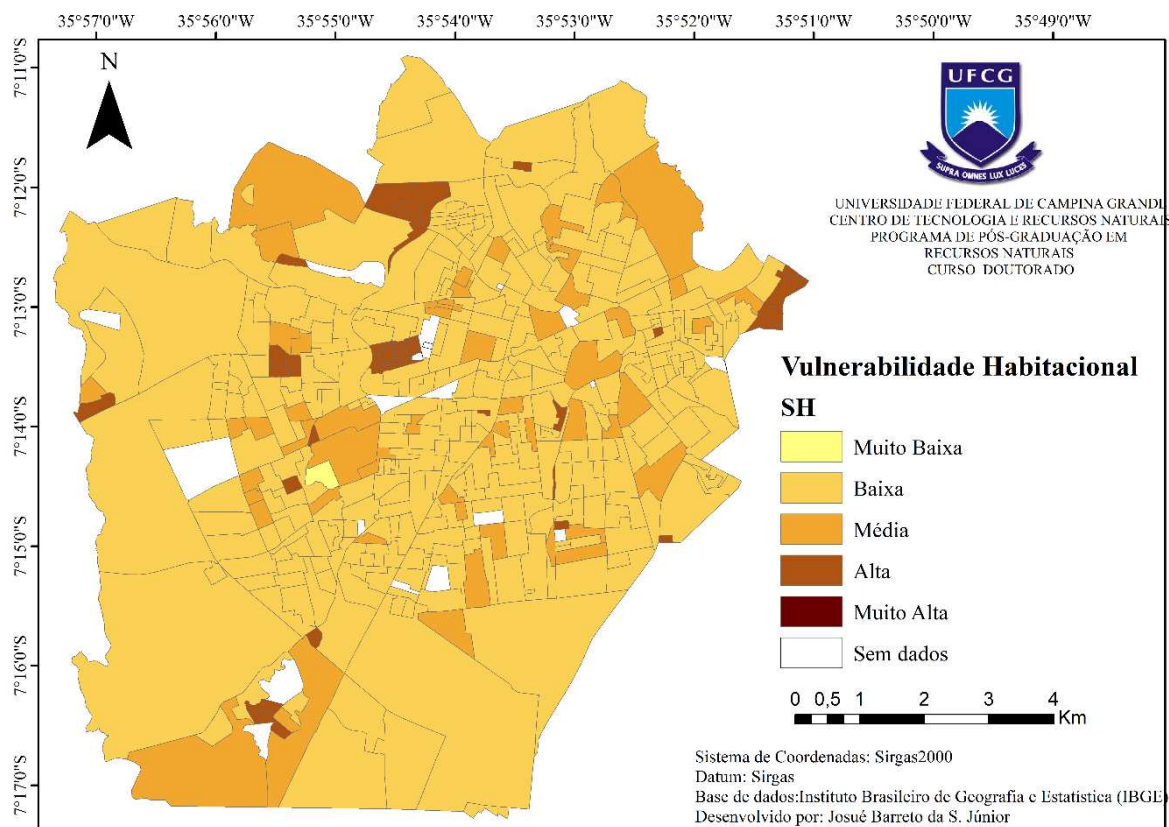 35°57'0"W 35°56'0"W 35°55'0"W 35°54'0"W 35°53'0"W 35°52'0"W 35°51'0"W 35°50'0"W 35°49'0"W
7°11'0"S
7°12'0"S
7°13'0"S
7°14'0"S
7°15'0"S
7°16'0"S
7°17'0"S
N
UFCG
SUPRA OMNES LUX LUCES
UNIVERSIDADE FEDERAL DE CAMPINA GRANDE
CENTRO DE TECNOLOGIA E RECURSOS NATURAIS
PROGRAMA DE PÓS-GRADUAÇÃO EM
RECURSOS NATURAIS
CURSO DOUTORADO
Vulnerabilidade Habitacional
SH
Muito Baixa
Baixa
Média
Alta
Muito Alta
Sem dados
0 0,5 1 2 3 4
Km
Sistema de Coordenadas: Sirgas2000
Datum: Sirgas
Base de dados:Instituto Brasileiro de Geografia e Estatística (IBGE)
Desenvolvido por: Josué Barreto da S. Júnior